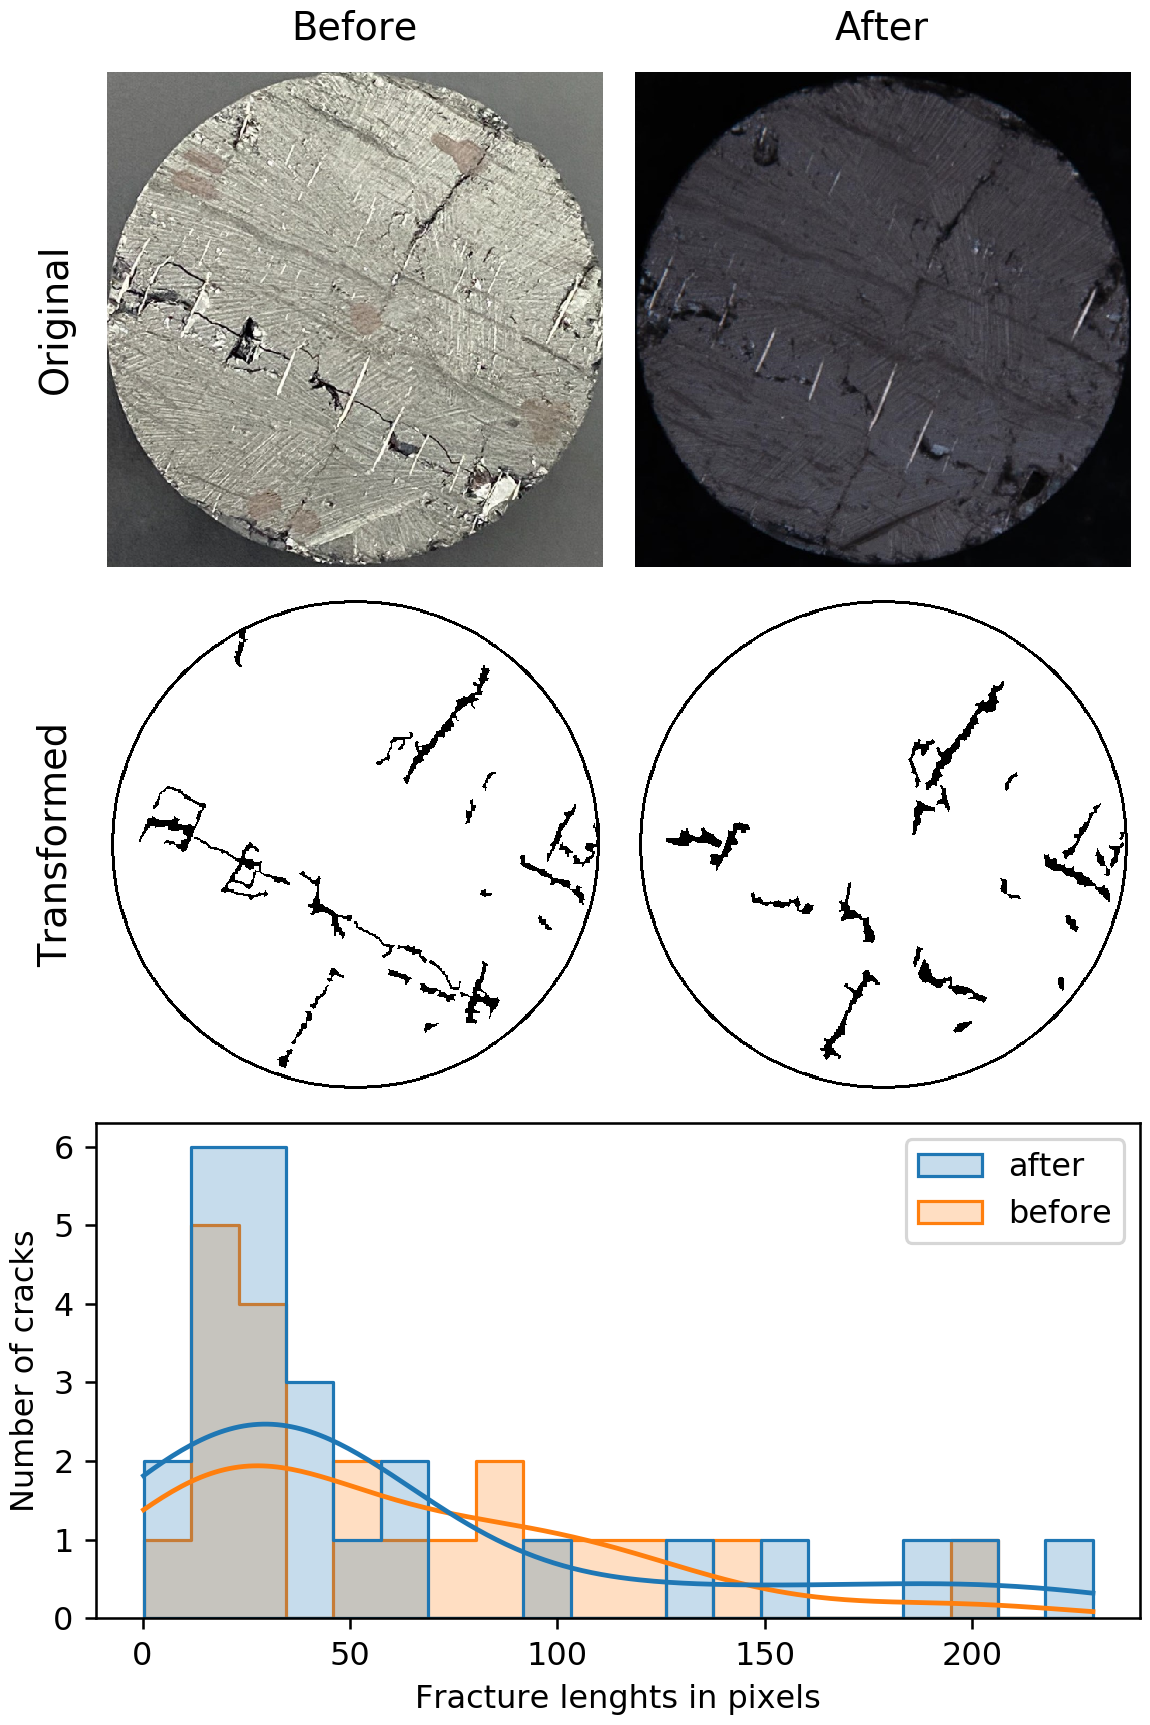 Before
After
Original
Transformed
Number of cracks
6
5
4
3
2
1
0
after
before
0
50
100
150
200
Fracture lenghts in pixels